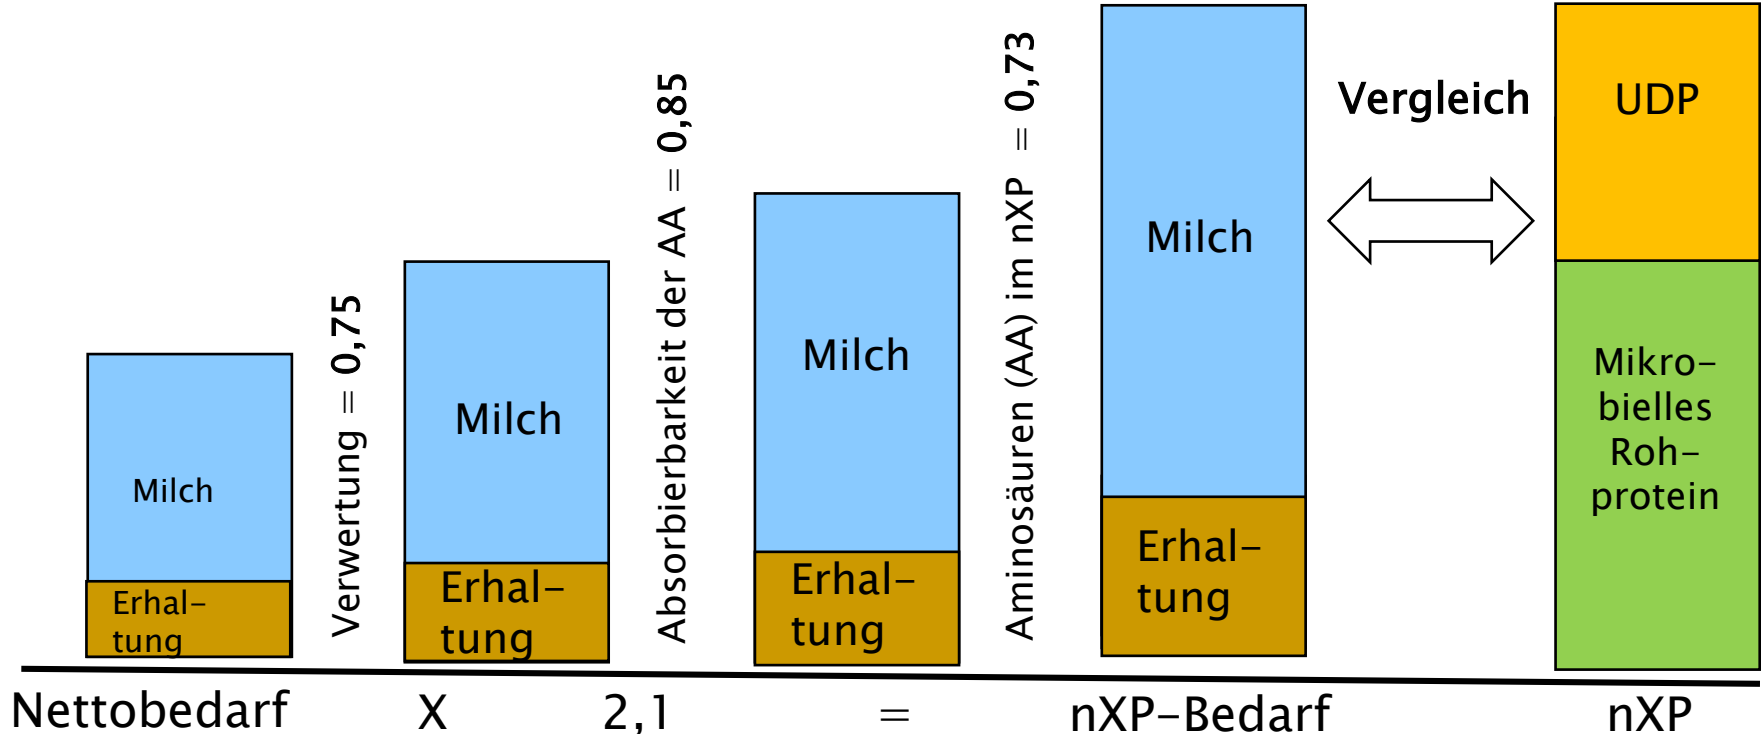 Milch
Erhal-
tung
Verwertung = 0,75
Milch
Erhal-
tung
Absorbierbarkeit der AA = 0,85
Milch
Erhal-
tung
Aminosäuren (AA) im nXP = 0,73
Milch
Erhal-
tung
Vergleich
UDP
Mikro-
bielles
Roh-
protein
Nettobedarf X 2,1 = nXP-Bedarf nXP